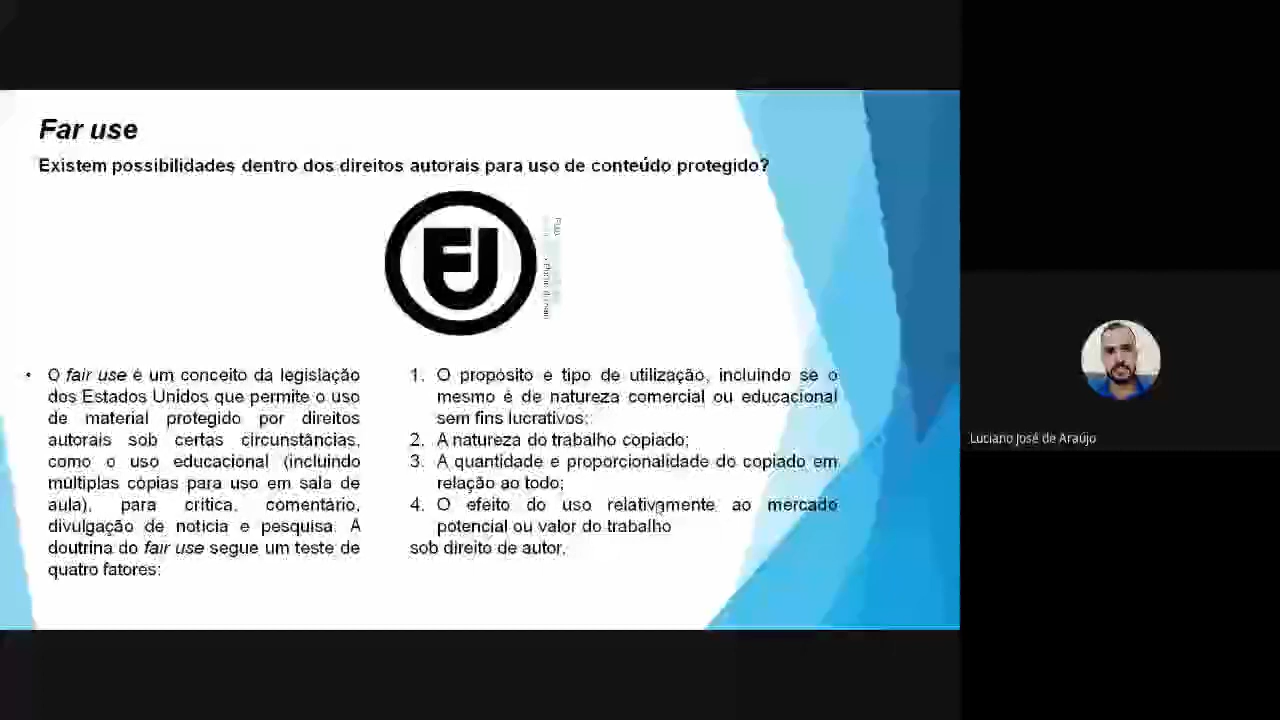 Far use
Existem possibilidades dentro dos direitos autorais para uso de conteúdo protegido?
FU
• O fair use é um conceito da legislação
dos Estados Unidos que permite o uso
de material protegido por direitos
autorais sob certas circunstâncias,
como o uso educacional (incluindo
múltiplas cópias para uso em sala de
aula), para crítica, comentário,
divulgação de notícia e pesquisa. A
doutrina do fair use segue um teste de
quatro fatores:
1. O propósito e tipo de utilização, incluindo se o
mesmo é de natureza comercial ou educacional
sem fins lucrativos;
2. A natureza do trabalho copiado;
3. A quantidade e proporcionalidade do copiado em
relação ao todo;
4. O efeito do uso relativamente ao mercado
potencial ou valor do trabalho
sob direito de autor.
Luciano José de Araújo